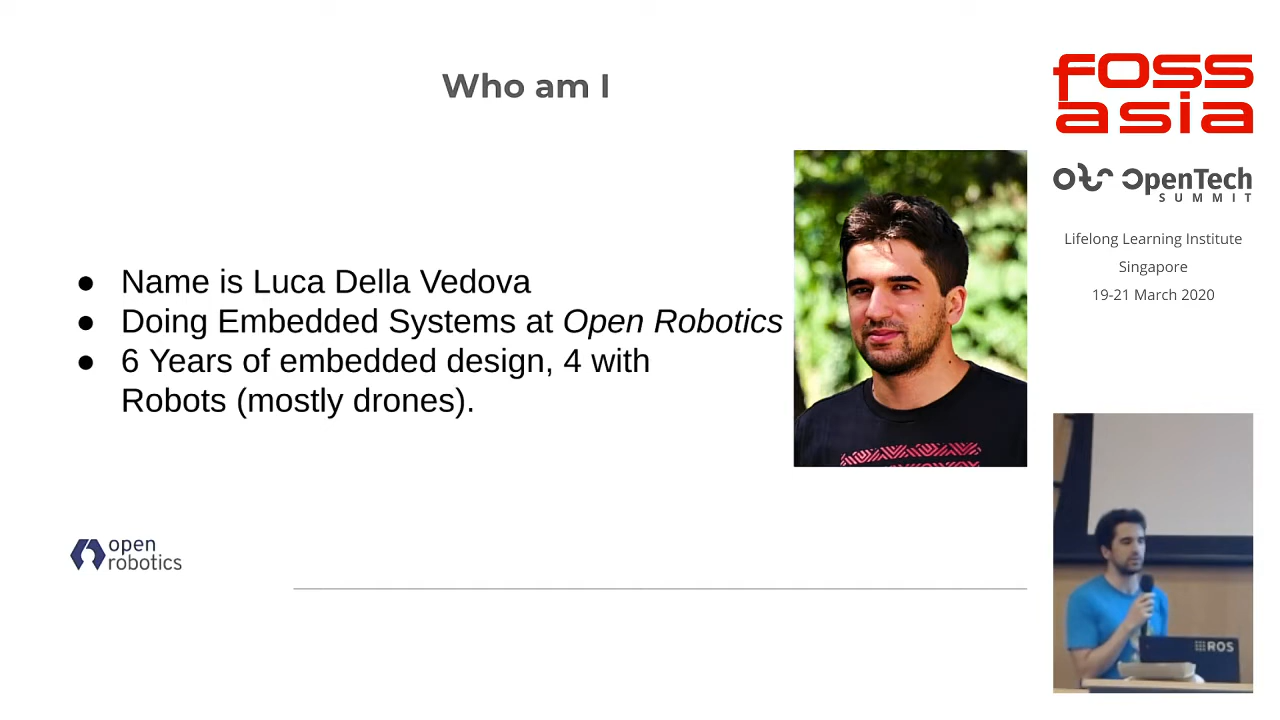 Who am I
● Name is Luca Della Vedova
● Doing Embedded Systems at Open Robotics
● 6 Years of embedded design, 4 with
Robots (mostly drones).
open
robotics
foss
asia
OpenTech
SUMMIT
Lifelong Learning Institute
Singapore
19-21 March 2020
ROS